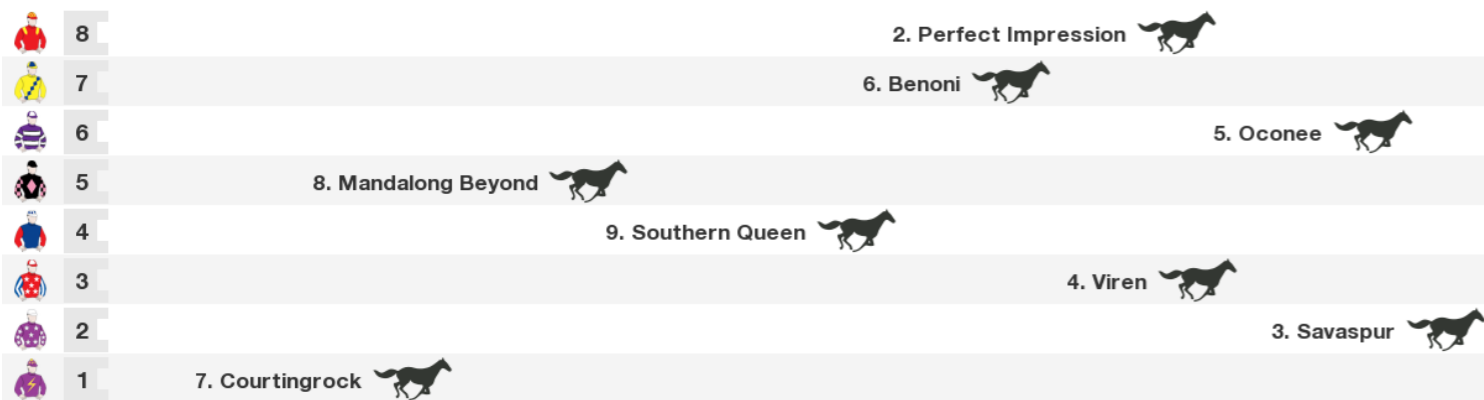 8 2. Perfect Impression
7 6. Benoni
6 5. Oconee
5 8. Mandalong Beyond
4 9. Southern Queen
3 4. Viren
2 3. Savaspur
1 7. Courtingrock